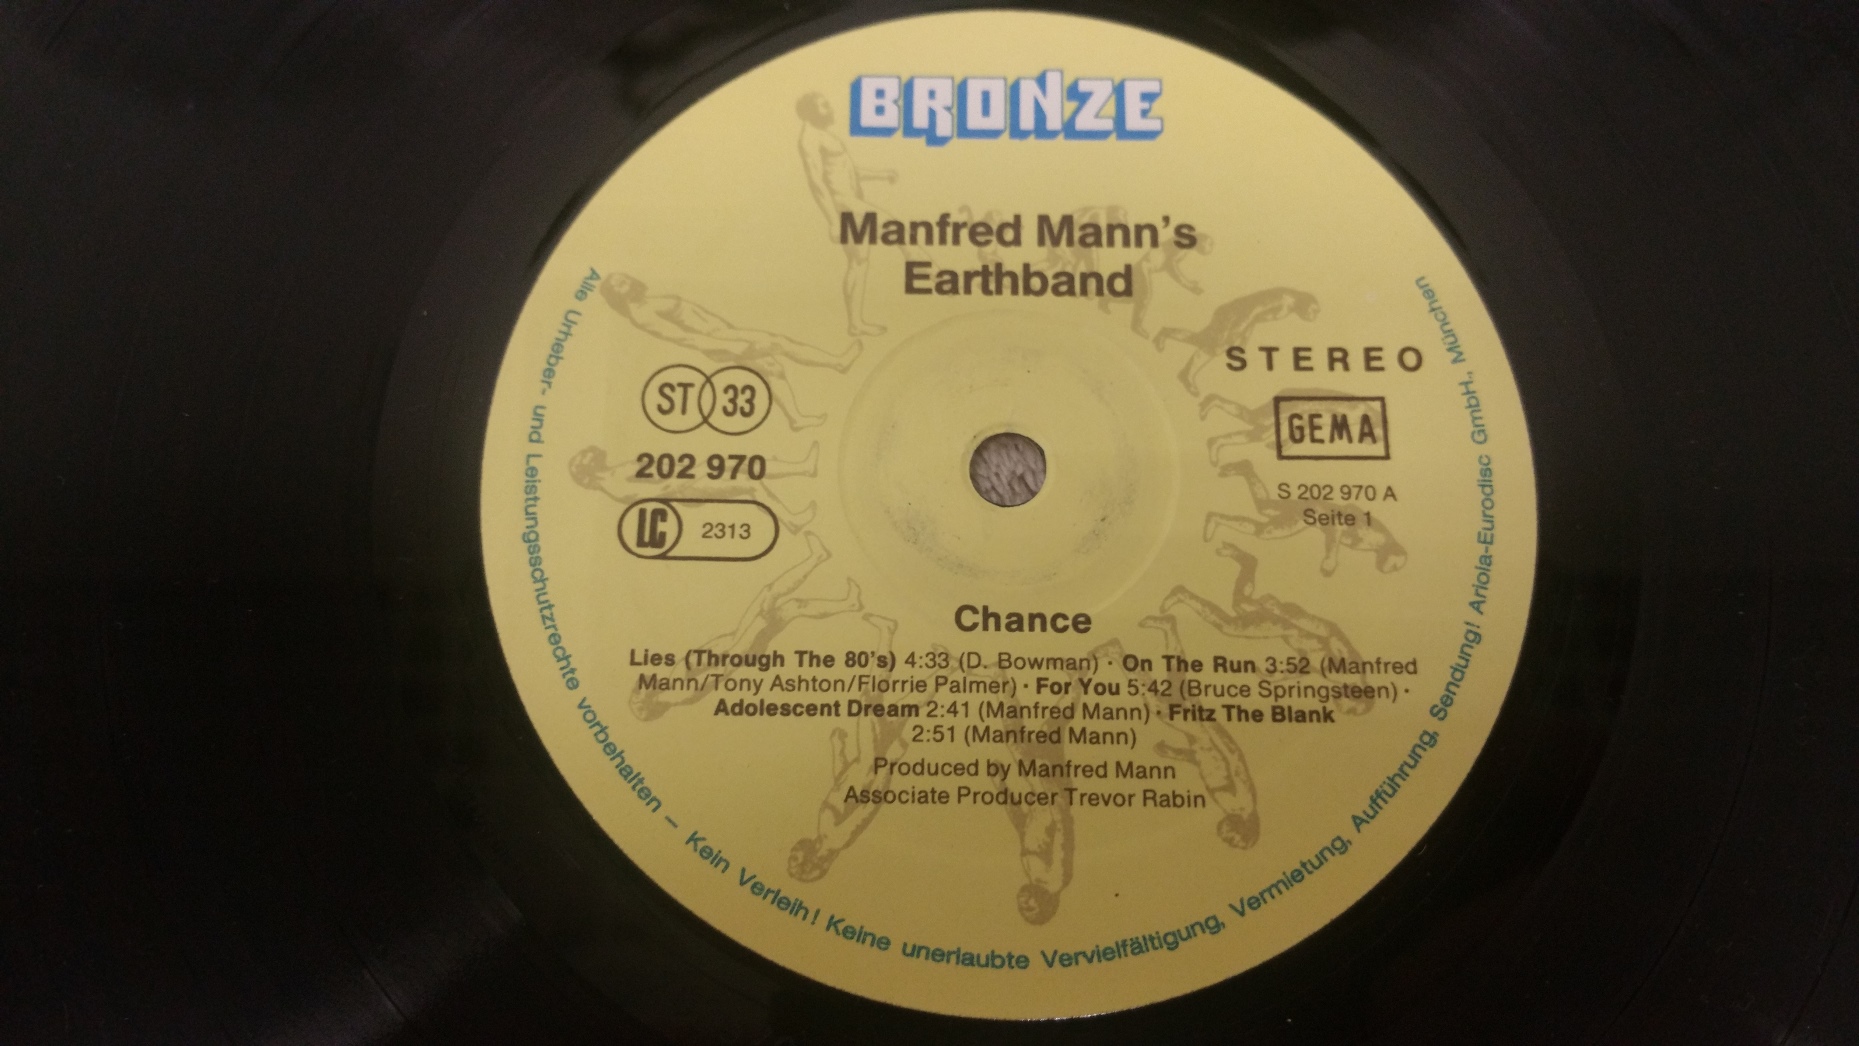 BRONZE
Manfred Mann's
Earthband
STEREO
ST 33
GEMA
202 970
S 202 970 A
Seite 1
LC 2313
Chance
Lies (Through The 80's) 4:33 (D. Bowman) · On The Run 3:52 (Manfred
Mann/Tony Ashton/Florrie Palmer) · For You 5:42 (Bruce Springsteen) ·
Adolescent Dream 2:41 (Manfred Mann) · Fritz The Blank
2:51 (Manfred Mann)
Produced by Manfred Mann
Associate Producer Trevor Rabin
Alle Urheber- und Leistungsschutzrechte vorbehalten – Kein Verleih! Keine unerlaubte Vervielfältigung, Vermietung, Aufführung, Sendung! Ariola-Eurodisc GmbH., München